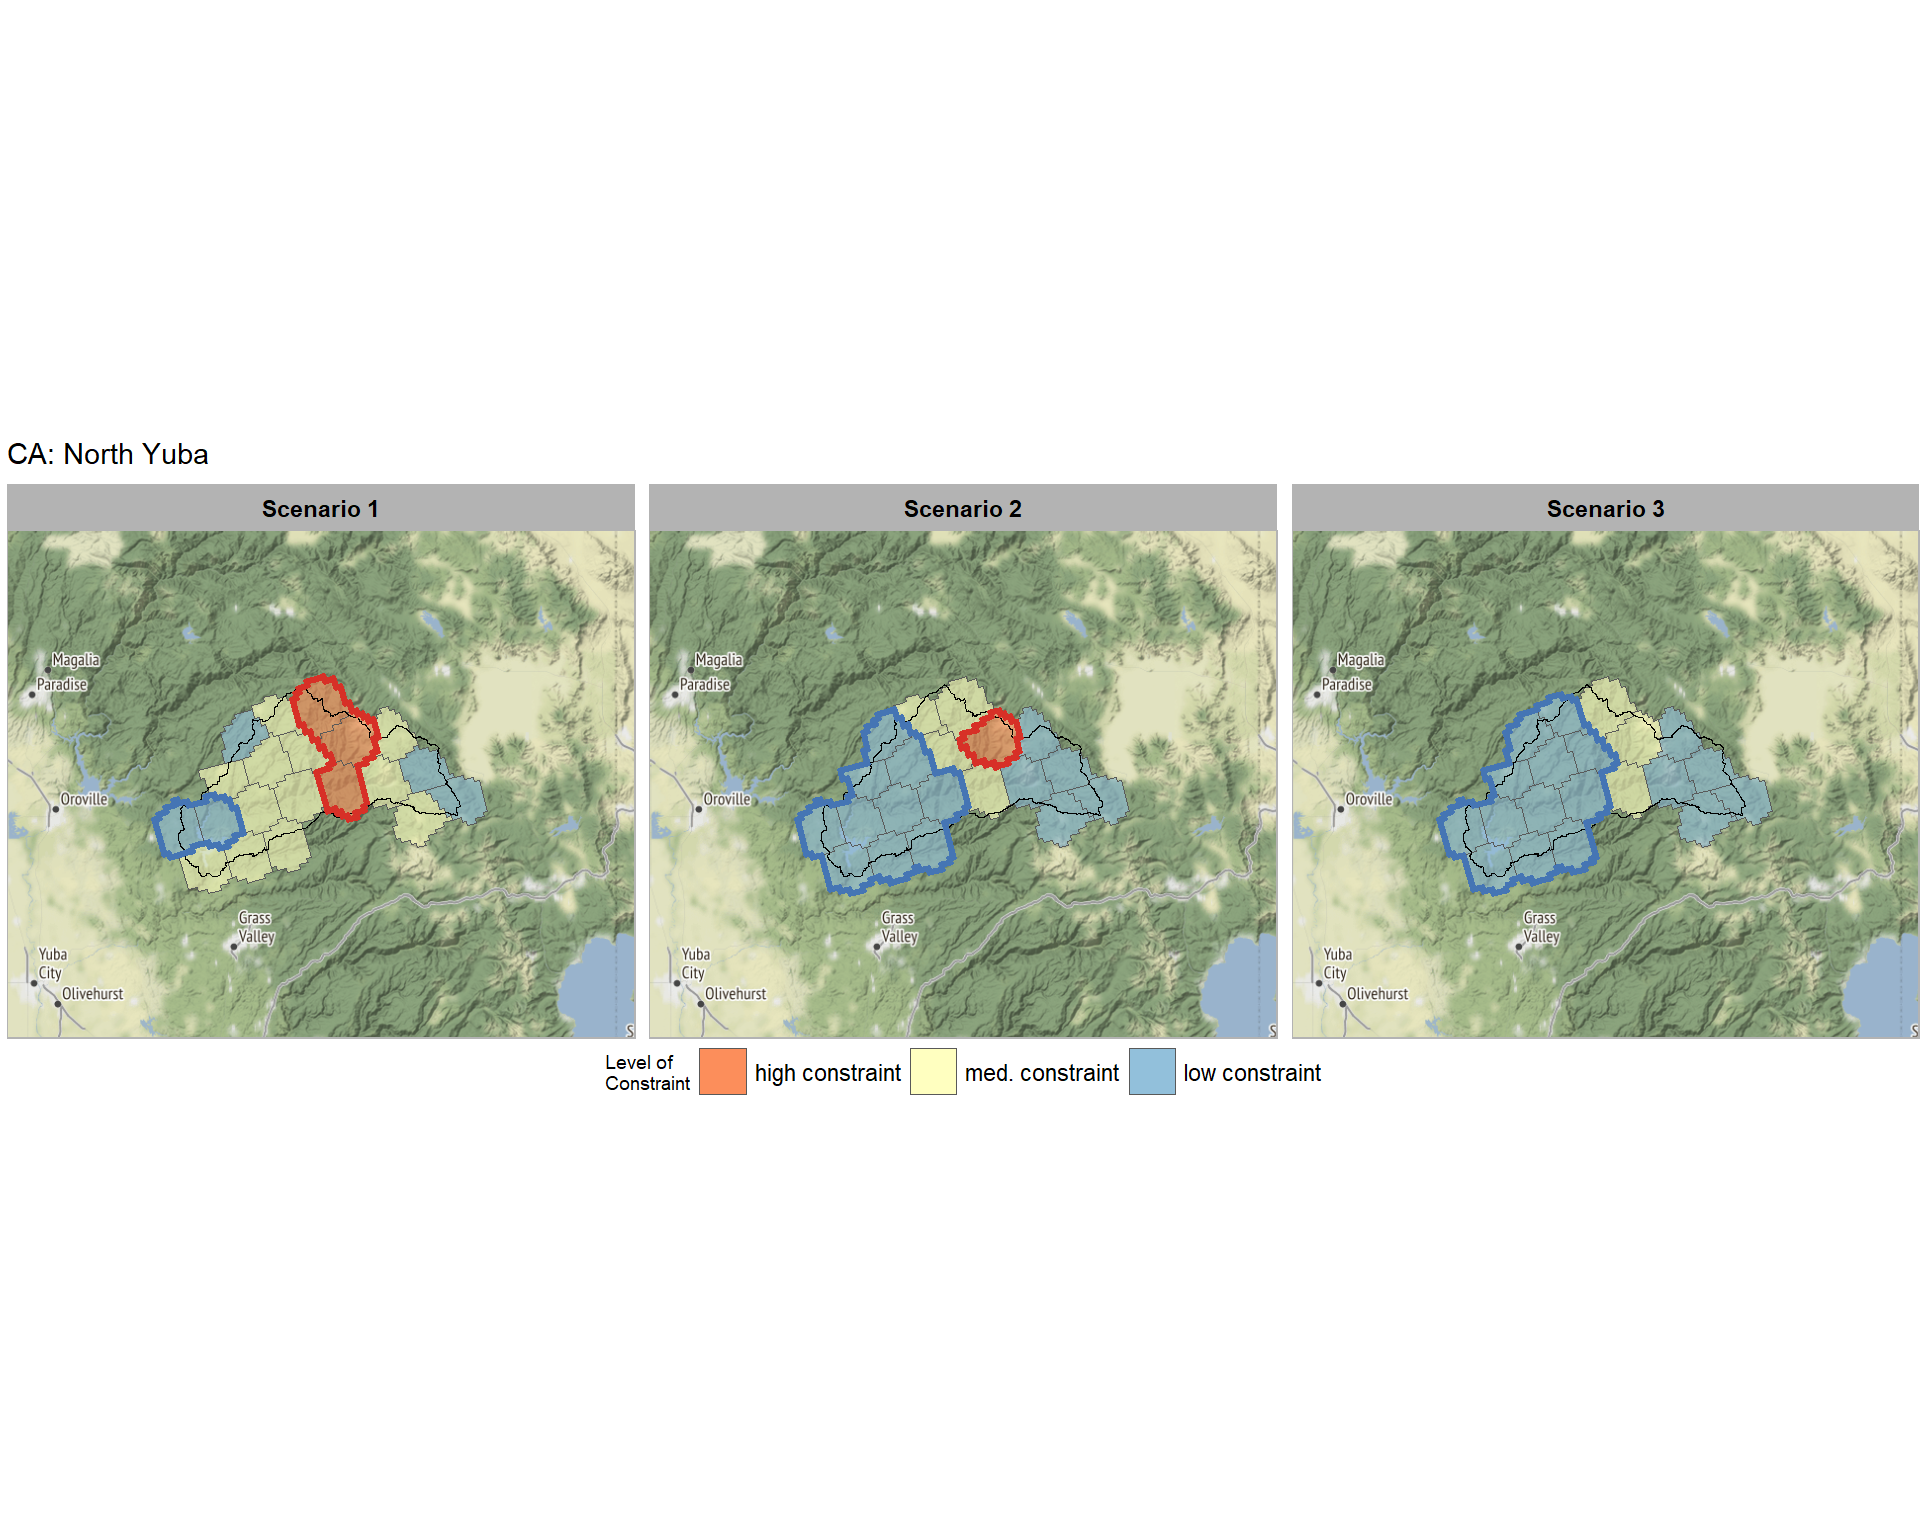 CA: North Yuba
Scenario 1
Scenario 2
Scenario 3
Magalia
Paradise
Oroville
Grass
Valley
Yuba
City
Olivehurst
S
Magalia
Paradise
Oroville
Grass
Valley
Yuba
City
Olivehurst
S
Magalia
Paradise
Oroville
Grass
Valley
Yuba
City
Olivehurst
S
Level of
Constraint
high constraint
med. constraint
low constraint